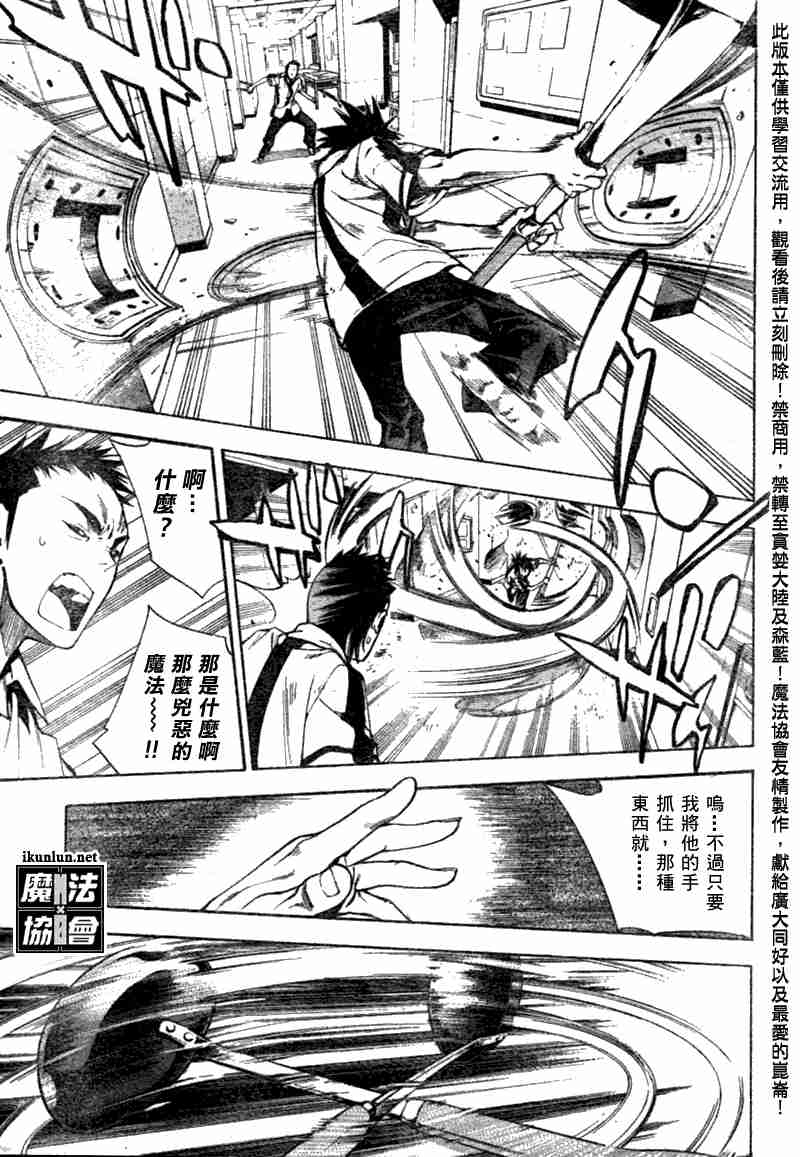 啊…
什麼?
那是什麼啊
那麼兇惡的
魔法~~!!
嗚…不過只要
我將他的手
抓住,那種
東西就……
ikunlun.net
魔法
協會
此版本僅供學習交流用,觀看後請立刻刪除!禁商用,禁轉至貪婪大陸及森藍!魔法協會友情製作,獻給廣大同好以及最愛的崑崙!